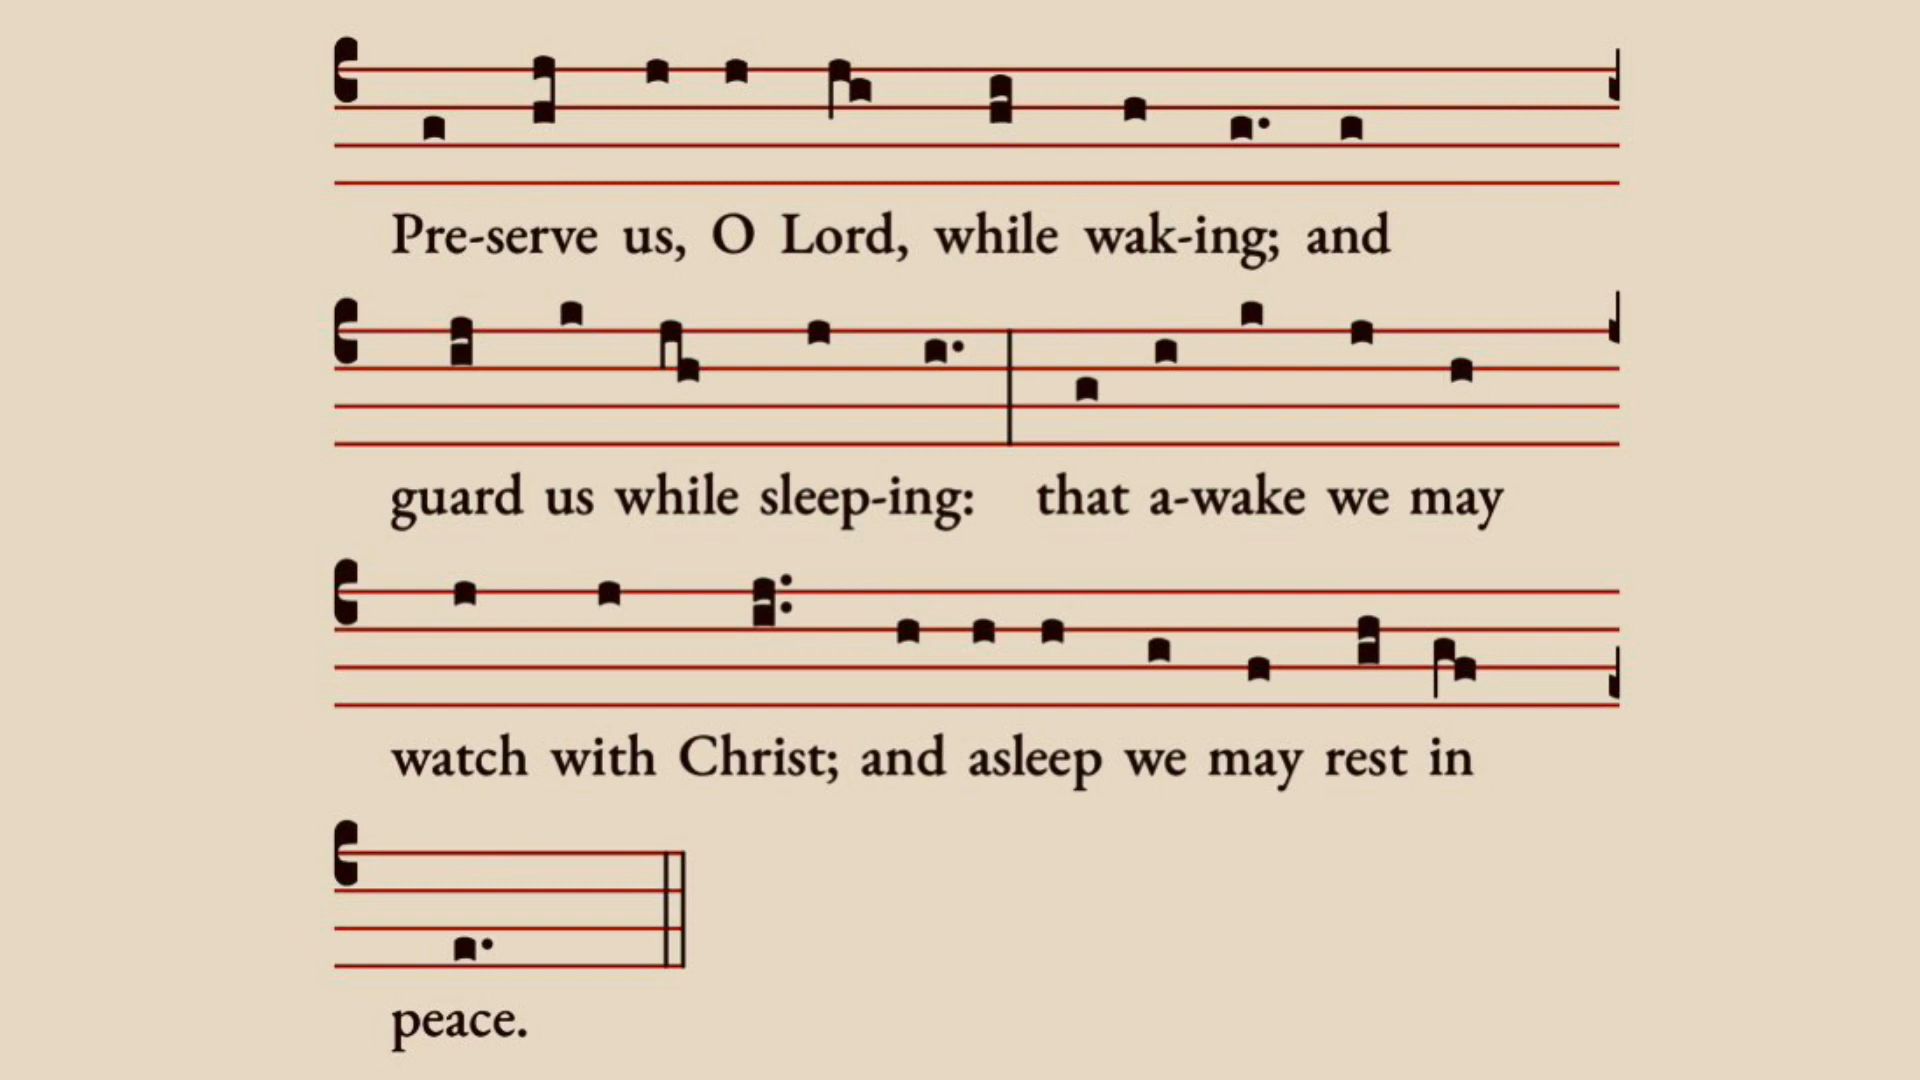 Pre-serve us, O Lord, while wak-ing; and
guard us while sleep-ing: that a-wake we may
watch with Christ; and asleep we may rest in
peace.